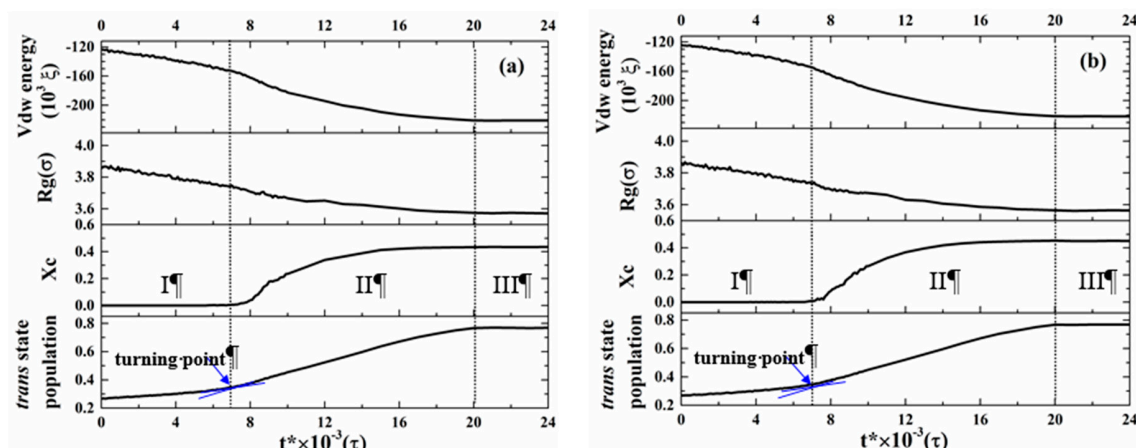 0 4 8 12 16 20 24
Vdw energy
(10³ ξ)
-120
-160
-200
(a)
Rg(σ)
4.0
3.8
3.6
0.6
Xc
0.4
0.2
0.0
I¶ II¶ III¶
trans state
population
0.8
0.6
0.4
0.2
¶
turning·point
0 4 8 12 16 20 24
t*×10⁻³(τ)
0 4 8 12 16 20 24
Vdw energy
(10³ ξ)
-120
-160
-200
(b)
Rg(σ)
4.0
3.8
3.6
0.6
Xc
0.4
0.2
0.0
I¶ II¶ III¶
trans state
population
0.8
0.6
0.4
0.2
¶
turning·point
0 4 8 12 16 20 24
t*×10⁻³(τ)